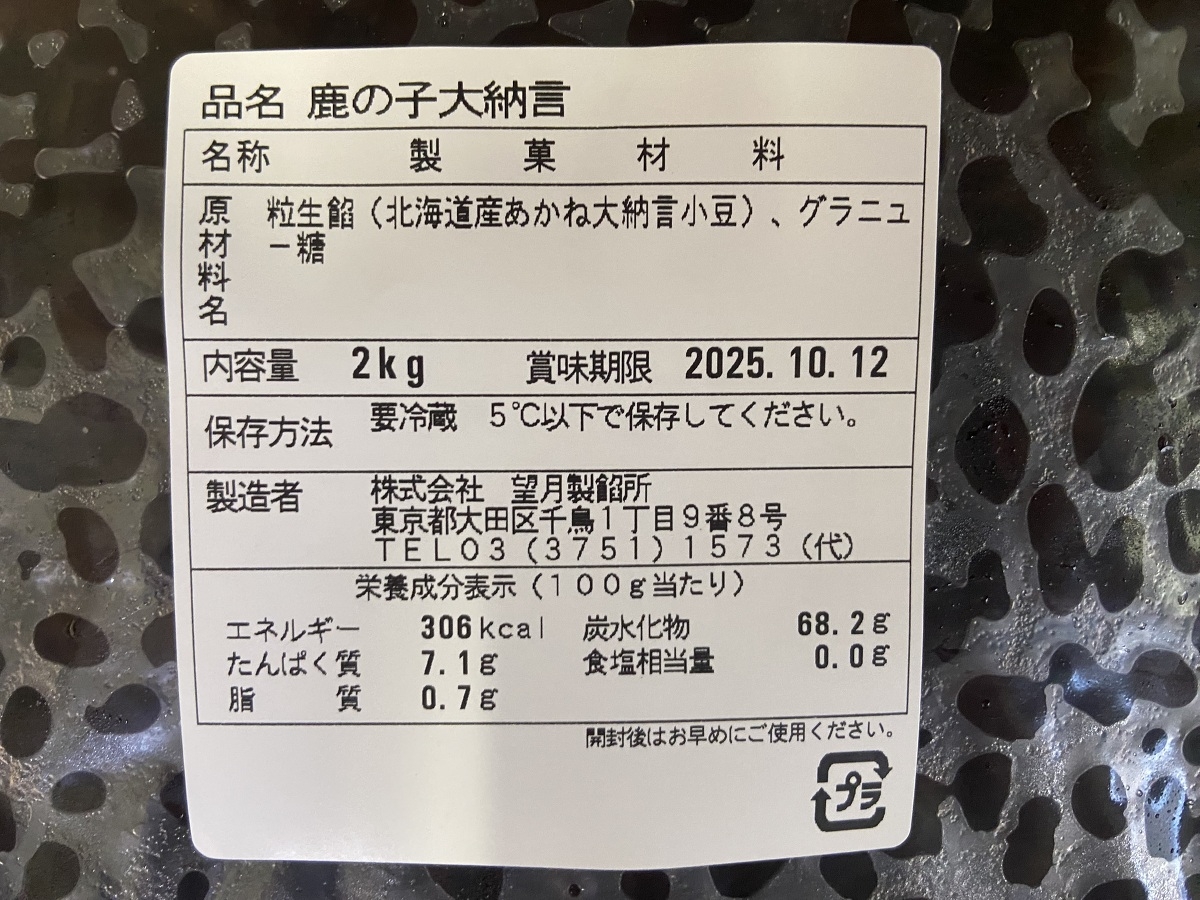 品名 鹿の子大納言
名称 製菓材料
原材料名 粒生餡（北海道産あかね大納言小豆）、グラニュ
ー糖
内容量 2kg 賞味期限 2025.10.12
保存方法 要冷蔵 5℃以下で保存してください。
製造者 株式会社 望月製餡所
東京都大田区千鳥1丁目9番8号
TEL03（3751）1573（代）
栄養成分表示（100g当たり）
エネルギー 306kcal 炭水化物 68.2g
たんぱく質 7.1g 食塩相当量 0.0g
脂質 0.7g
開封後はお早めにご使用ください。
プラ